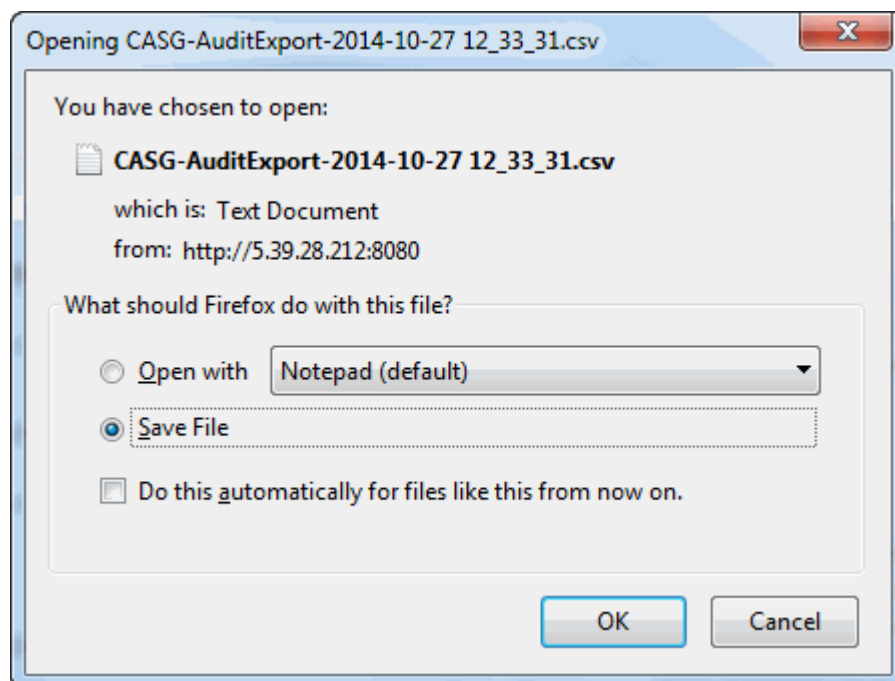 Opening CASG-AuditExport-2014-10-27 12_33_31.csv
You have chosen to open:
CASG-AuditExport-2014-10-27 12_33_31.csv
which is: Text Document
from: http://5.39.28.212:8080
What should Firefox do with this file?
Open with Notepad (default)
Save File
Do this automatically for files like this from now on.
OK Cancel